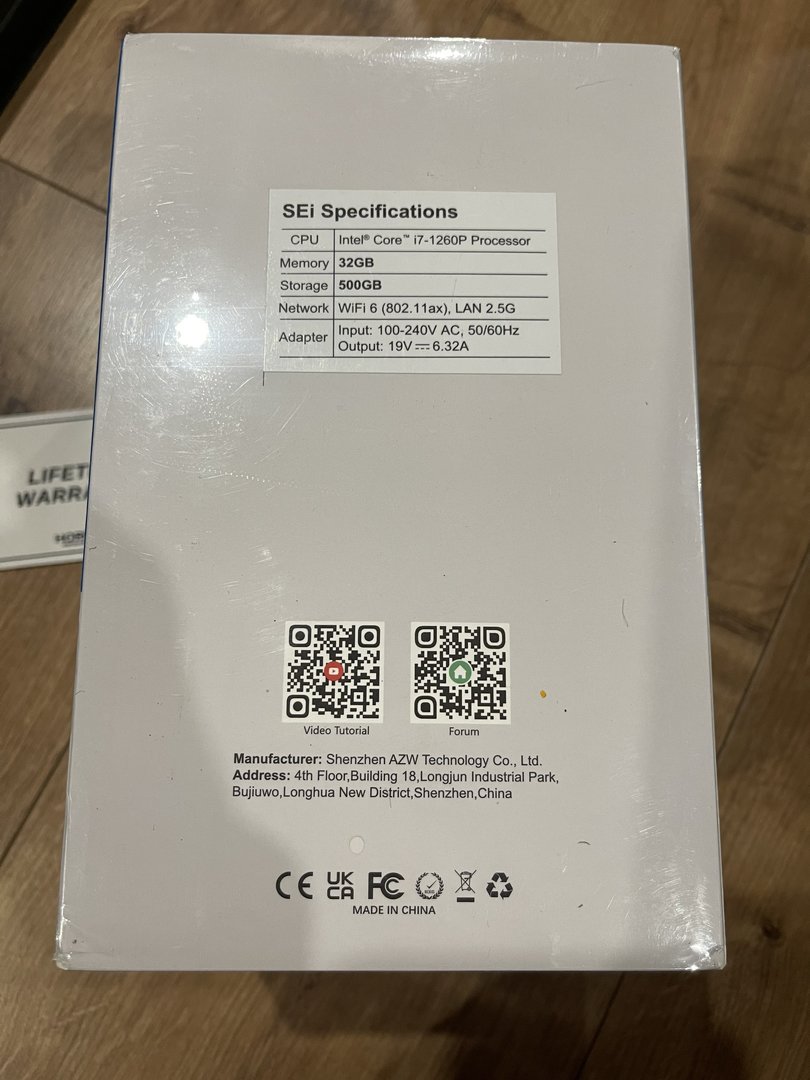 SEi Specifications
CPU Intel® Core™ i7-1260P Processor
Memory 32GB
Storage 500GB
Network WiFi 6 (802.11ax), LAN 2.5G
Adapter Input: 100-240V AC, 50/60Hz
Output: 19V⎓6.32A
LIFET
WARRA
Video Tutorial Forum
Manufacturer: Shenzhen AZW Technology Co., Ltd.
Address: 4th Floor,Building 18,Longjun Industrial Park,
Bujiuwo,Longhua New District,Shenzhen,China
CE UK CA FC
MADE IN CHINA